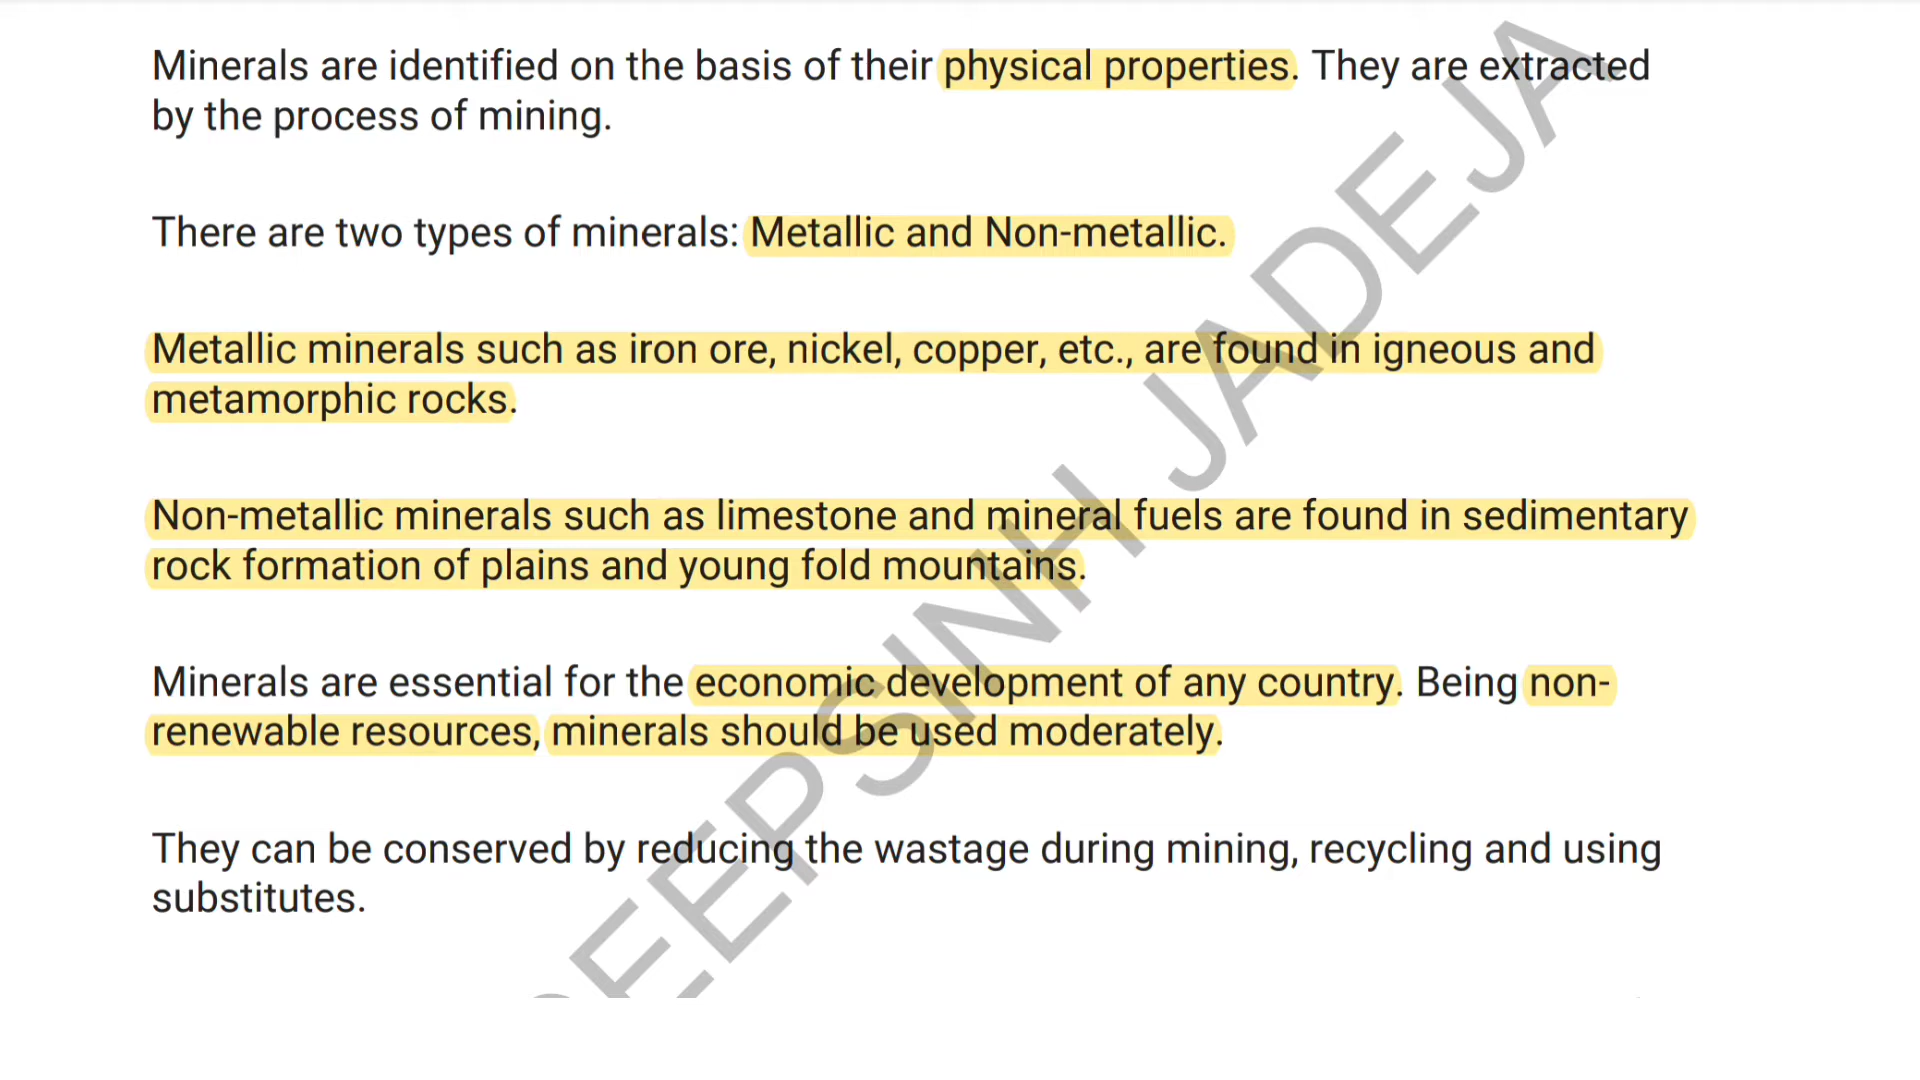 Minerals are identified on the basis of their physical properties. They are extracted
by the process of mining.
There are two types of minerals: Metallic and Non-metallic.
Metallic minerals such as iron ore, nickel, copper, etc., are found in igneous and
metamorphic rocks.
Non-metallic minerals such as limestone and mineral fuels are found in sedimentary
rock formation of plains and young fold mountains.
Minerals are essential for the economic development of any country. Being non-
renewable resources, minerals should be used moderately.
They can be conserved by reducing the wastage during mining, recycling and using
substitutes.
EEPSINH JADEJA